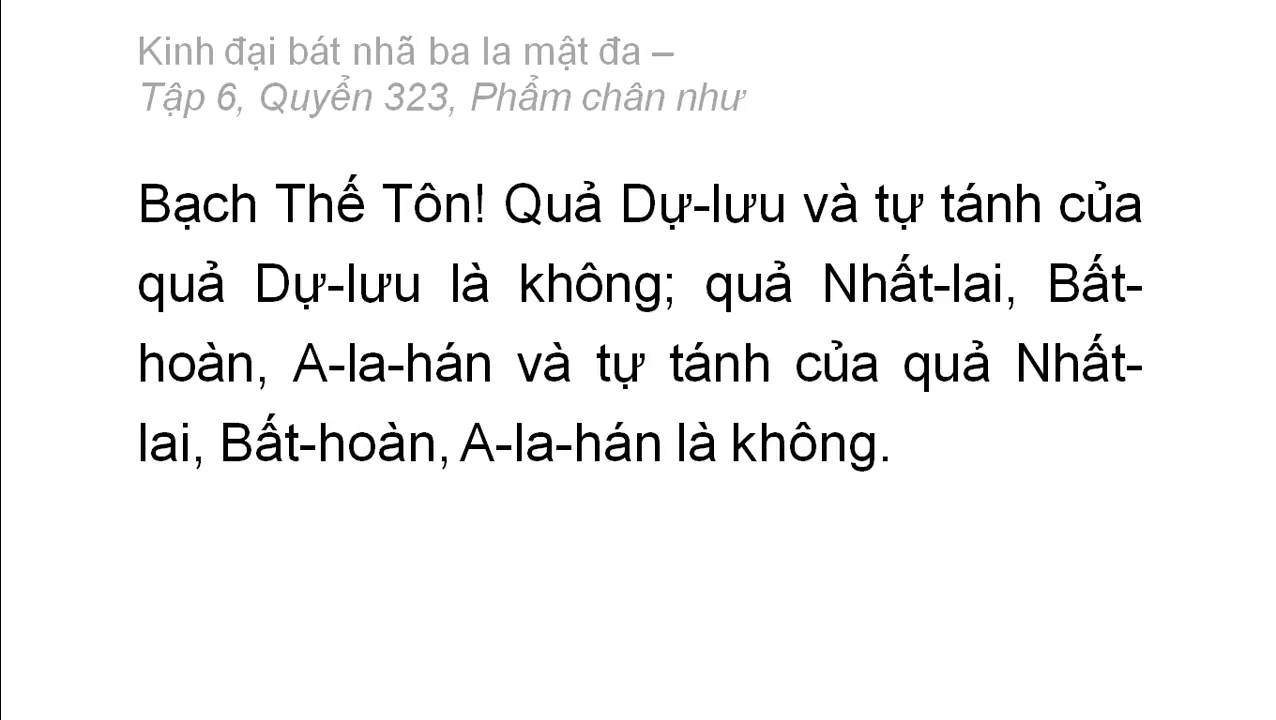 Kinh đại bát nhã ba la mật đa –
Tập 6, Quyển 323, Phẩm chân như
Bạch Thế Tôn! Quả Dự-lưu và tự tánh của
quả Dự-lưu là không; quả Nhất-lai, Bất-
hoàn, A-la-hán và tự tánh của quả Nhất-
lai, Bất-hoàn, A-la-hán là không.